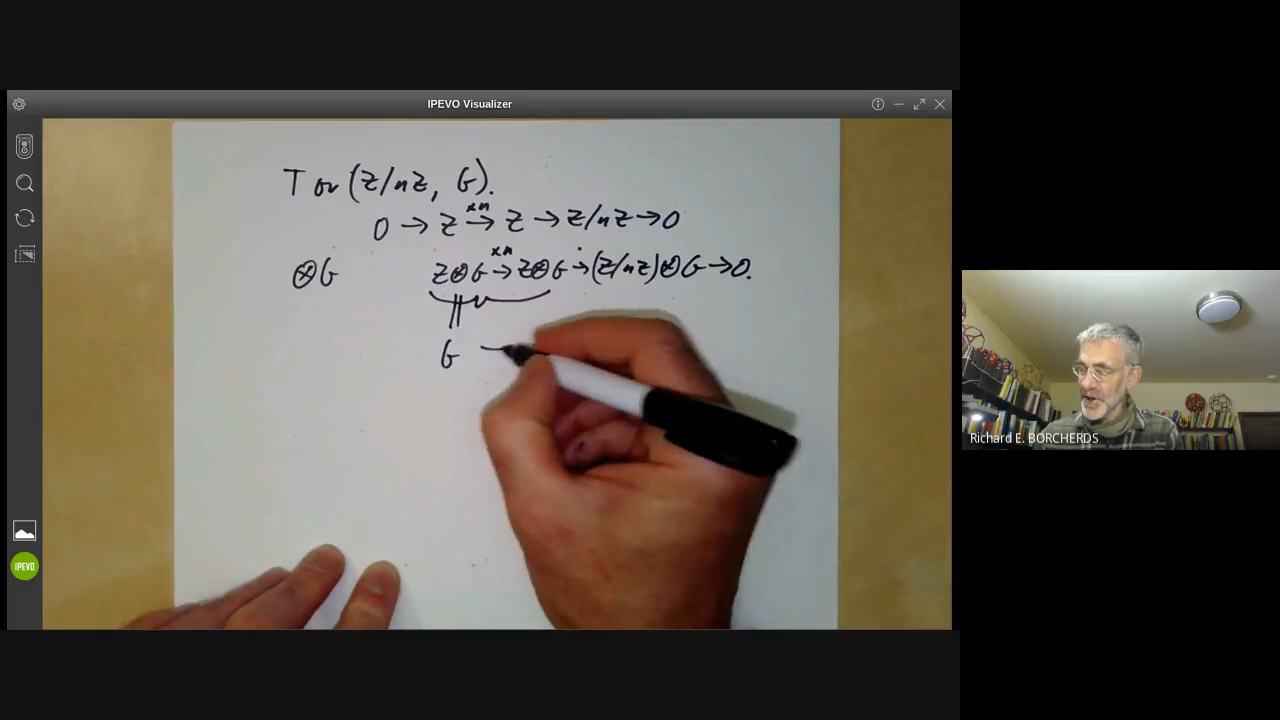 IPEVO Visualizer
Tor(Z/nZ, G).
0 → Z →×n Z → Z/nZ → 0
⊗G Z⊗G →×n Z⊗G → (Z/nZ)⊗G → 0.
G
Richard E. BORCHERDS
IPEVO